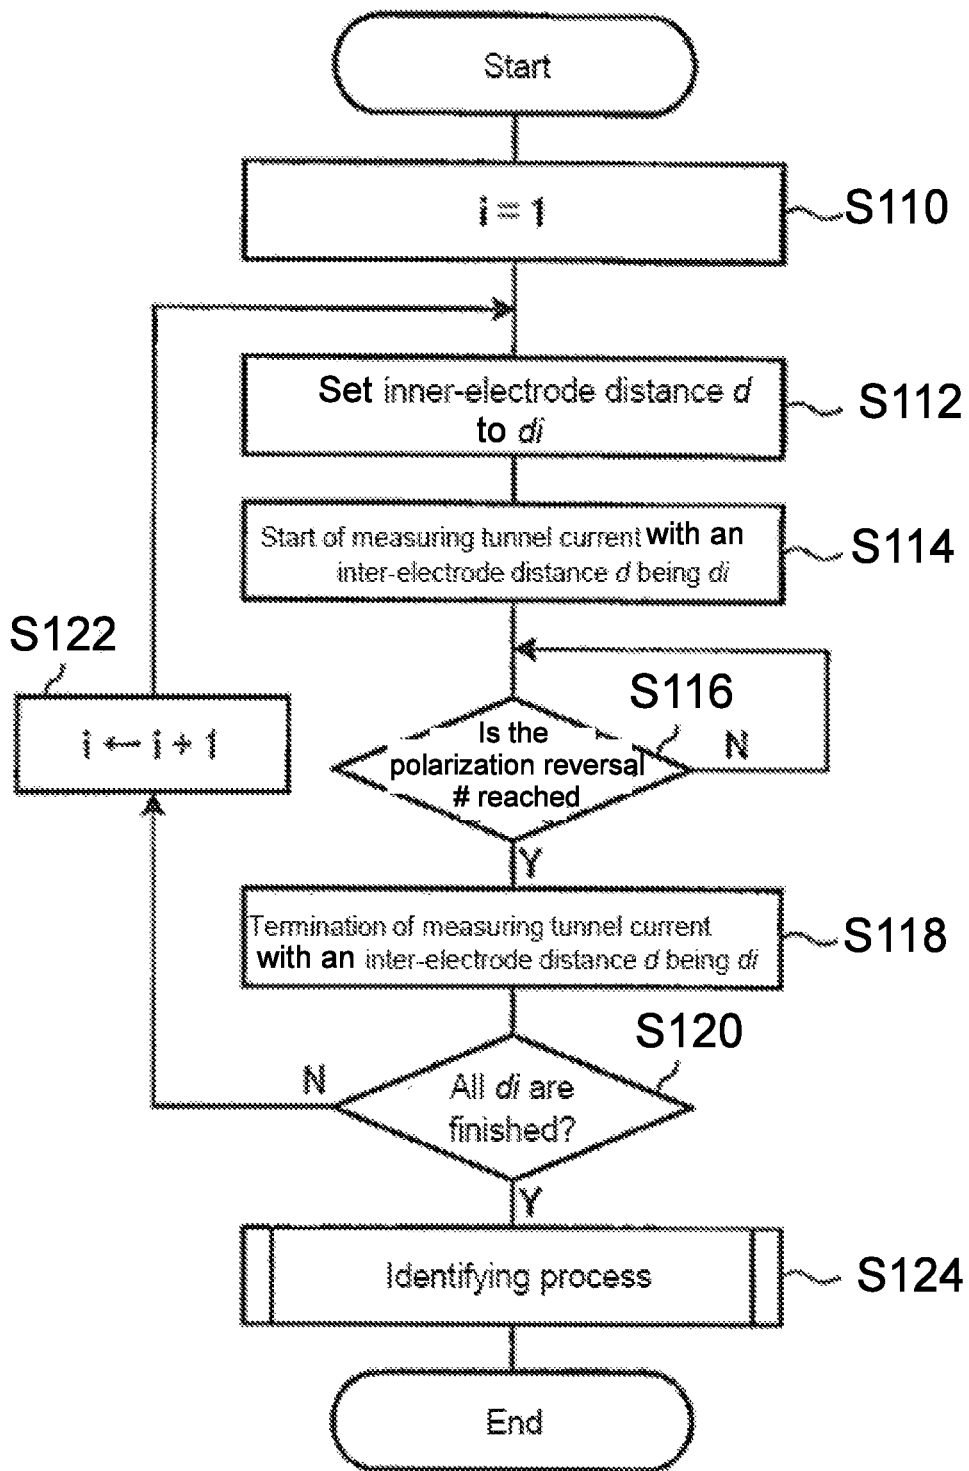 Start
i = 1
S110
Set inner-electrode distance d
to di
S112
Start of measuring tunnel current with an
inter-electrode distance d being di
S114
S122
i ← i + 1
S116
Is the
polarization reversal
# reached
N
Y
Termination of measuring tunnel current
with an inter-electrode distance d being di
S118
S120
N
All di are
finished?
Y
Identifying process
S124
End